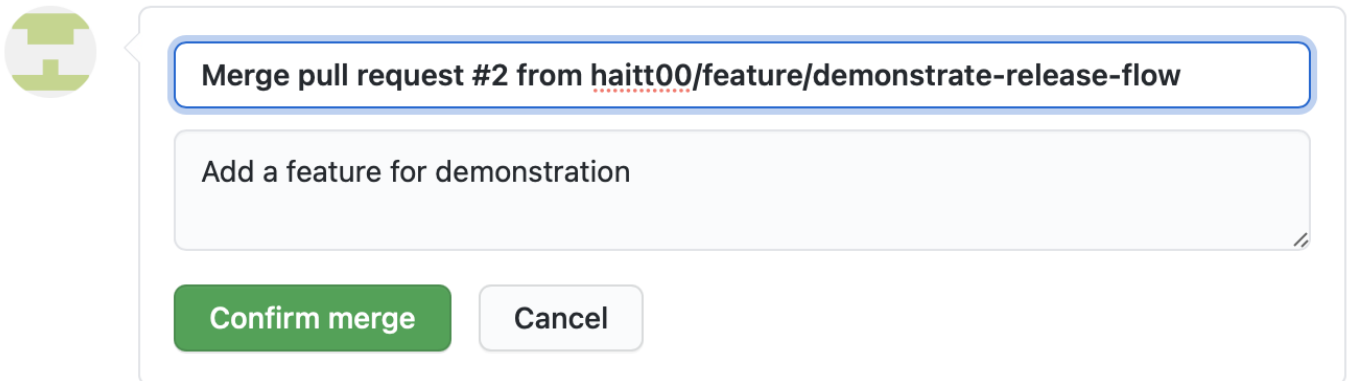 Merge pull request #2 from haitt00/feature/demonstrate-release-flow
Add a feature for demonstration
Confirm merge
Cancel